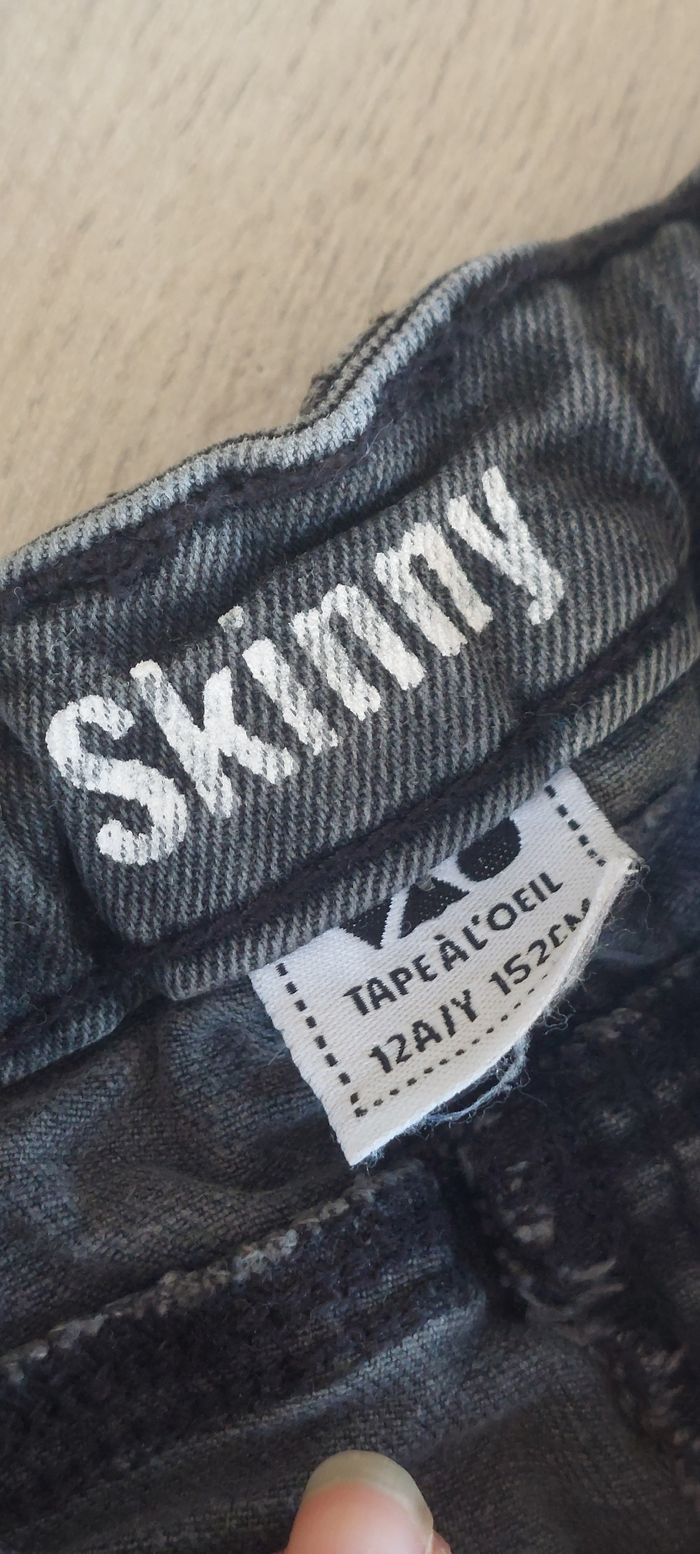 Skinny
TAPE À L'OEIL
12A/Y 152CM